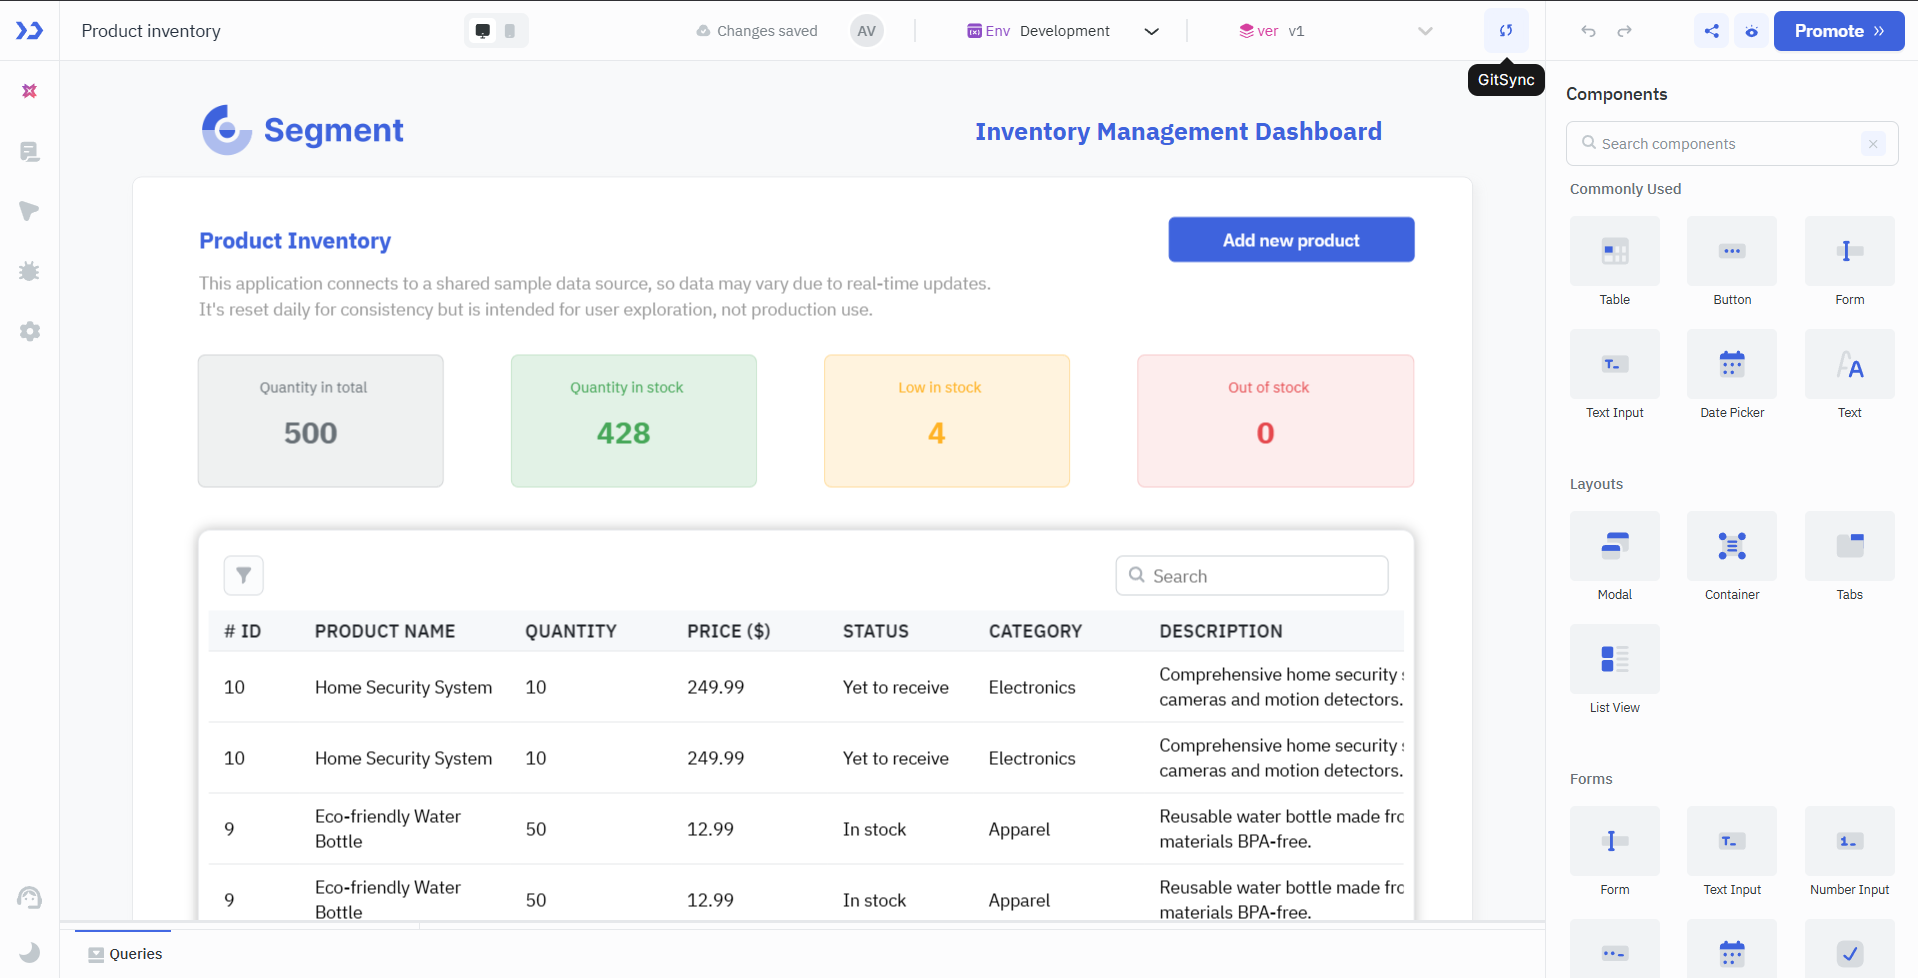 Product inventory
Changes saved
AV
Env Development
ver v1
Promote
GitSync
Components
Search components
Commonly Used
Table
Button
Form
Text Input
Date Picker
Text
Layouts
Modal
Container
Tabs
List View
Forms
Form
Text Input
Number Input
Segment
Inventory Management Dashboard
Product Inventory
Add new product
This application connects to a shared sample data source, so data may vary due to real-time updates.
It's reset daily for consistency but is intended for user exploration, not production use.
Quantity in total
500
Quantity in stock
428
Low in stock
4
Out of stock
0
Search
# ID PRODUCT NAME QUANTITY PRICE ($) STATUS CATEGORY DESCRIPTION
10 Home Security System 10 249.99 Yet to receive Electronics Comprehensive home security
cameras and motion detectors.
10 Home Security System 10 249.99 Yet to receive Electronics Comprehensive home security
cameras and motion detectors.
9 Eco-friendly Water Bottle 50 12.99 In stock Apparel Reusable water bottle made
materials BPA-free.
9 Eco-friendly Water Bottle 50 12.99 In stock Apparel Reusable water bottle made
materials BPA-free.
Queries